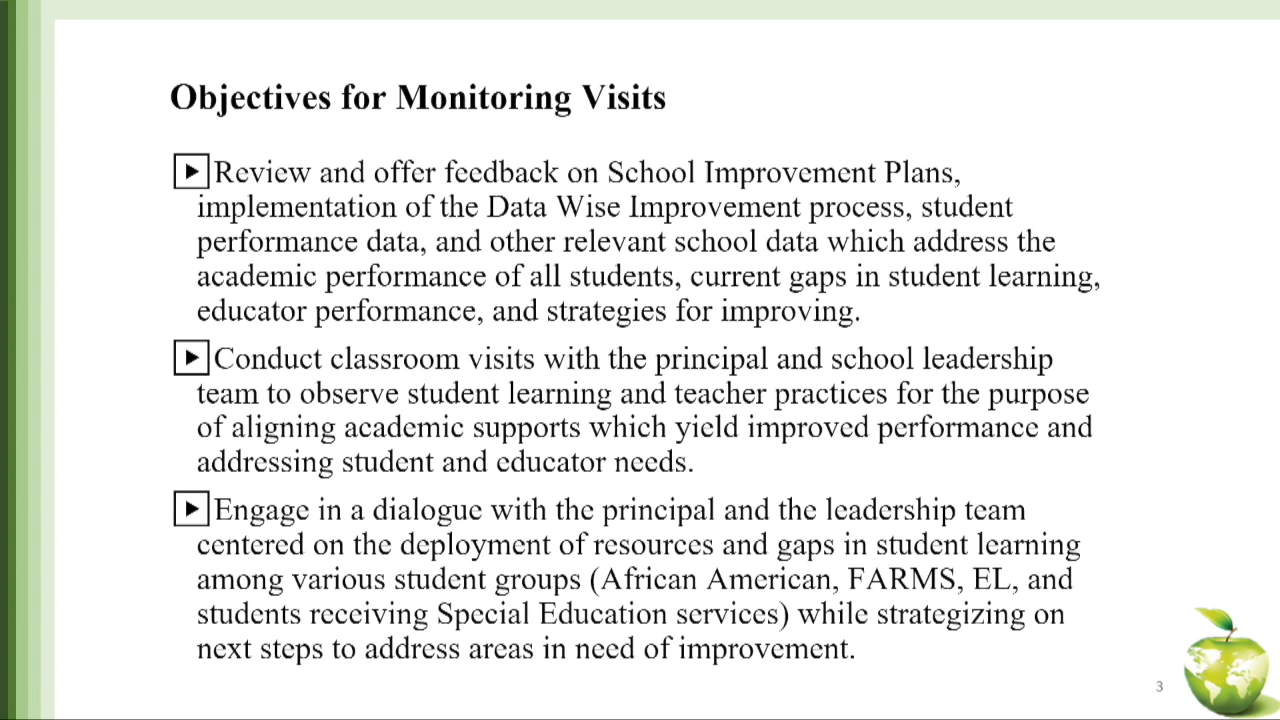 Objectives for Monitoring Visits
Review and offer feedback on School Improvement Plans,
implementation of the Data Wise Improvement process, student
performance data, and other relevant school data which address the
academic performance of all students, current gaps in student learning,
educator performance, and strategies for improving.
Conduct classroom visits with the principal and school leadership
team to observe student learning and teacher practices for the purpose
of aligning academic supports which yield improved performance and
addressing student and educator needs.
Engage in a dialogue with the principal and the leadership team
centered on the deployment of resources and gaps in student learning
among various student groups (African American, FARMS, EL, and
students receiving Special Education services) while strategizing on
next steps to address areas in need of improvement.
3